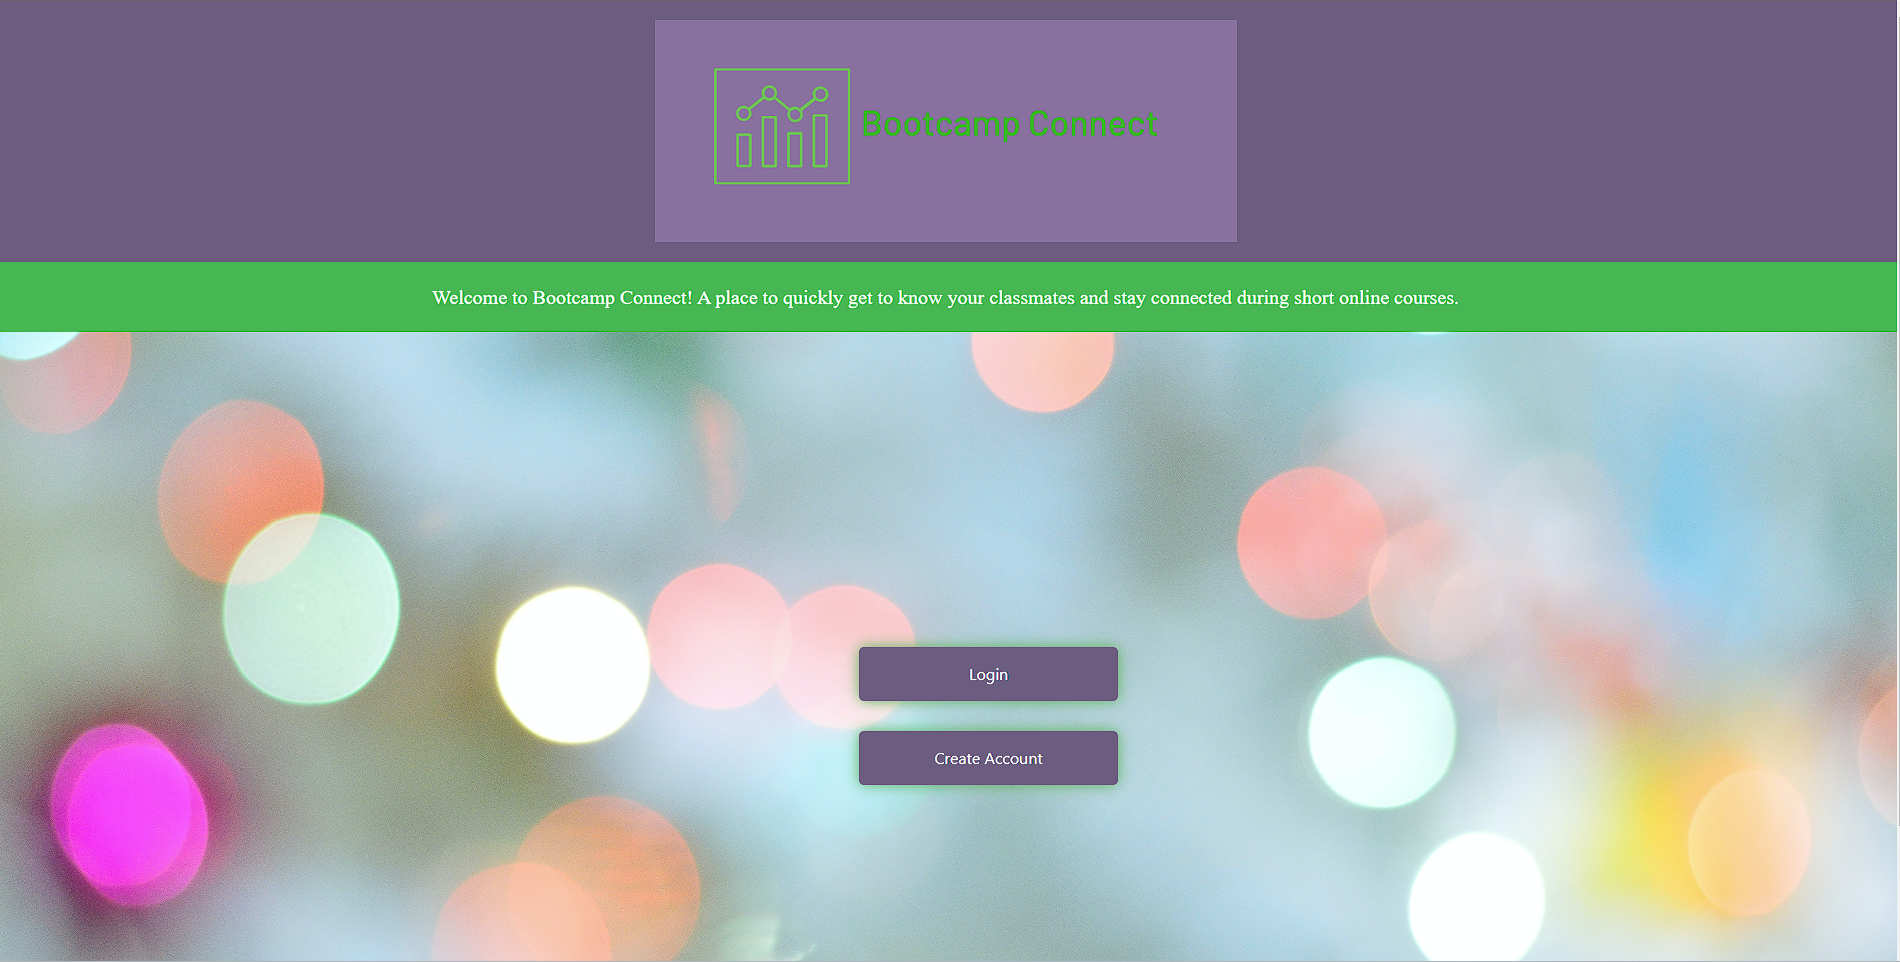 Bootcamp Connect
Welcome to Bootcamp Connect! A place to quickly get to know your classmates and stay connected during short online courses.
Login
Create Account